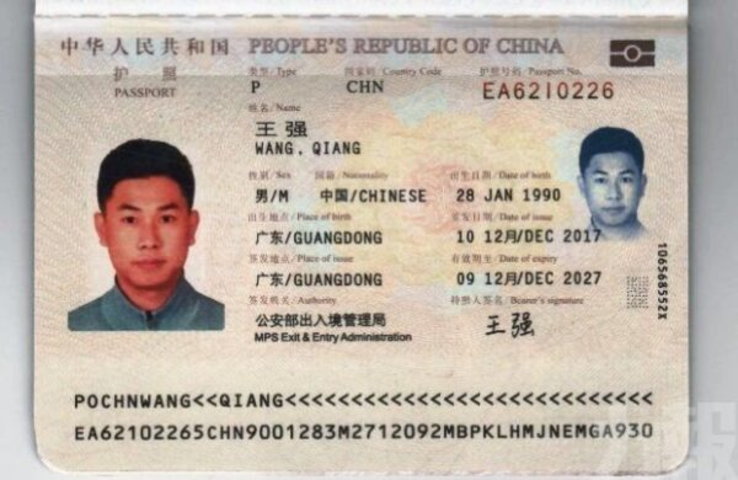 中华人民共和国 PEOPLE'S REPUBLIC OF CHINA
护 照
PASSPORT
类型/Type 国家码/Country Code 护照号码/Passport No.
P CHN EA6210226
姓名/Name
王强
WANG, QIANG
性别/Sex 国籍/Nationality 出生日期/Date of birth
男/M 中国/CHINESE 28 JAN 1990
出生地点/Place of birth 签发日期/Date of issue
广东/GUANGDONG 10 12月/DEC 2017
签发地点/Place of issue 有效期至/Date of expiry
广东/GUANGDONG 09 12月/DEC 2027
签发机关/Authority 持照人签名/Bearer's signature
公安部出入境管理局 王强
MPS Exit & Entry Administration
106568552X
POCHNWANG<<QIANG<<<<<<<<<<<<<<<<<<<<<<<<<<<<
EA62102265CHN9001283M2712092MBPKLHMJNEMGA930